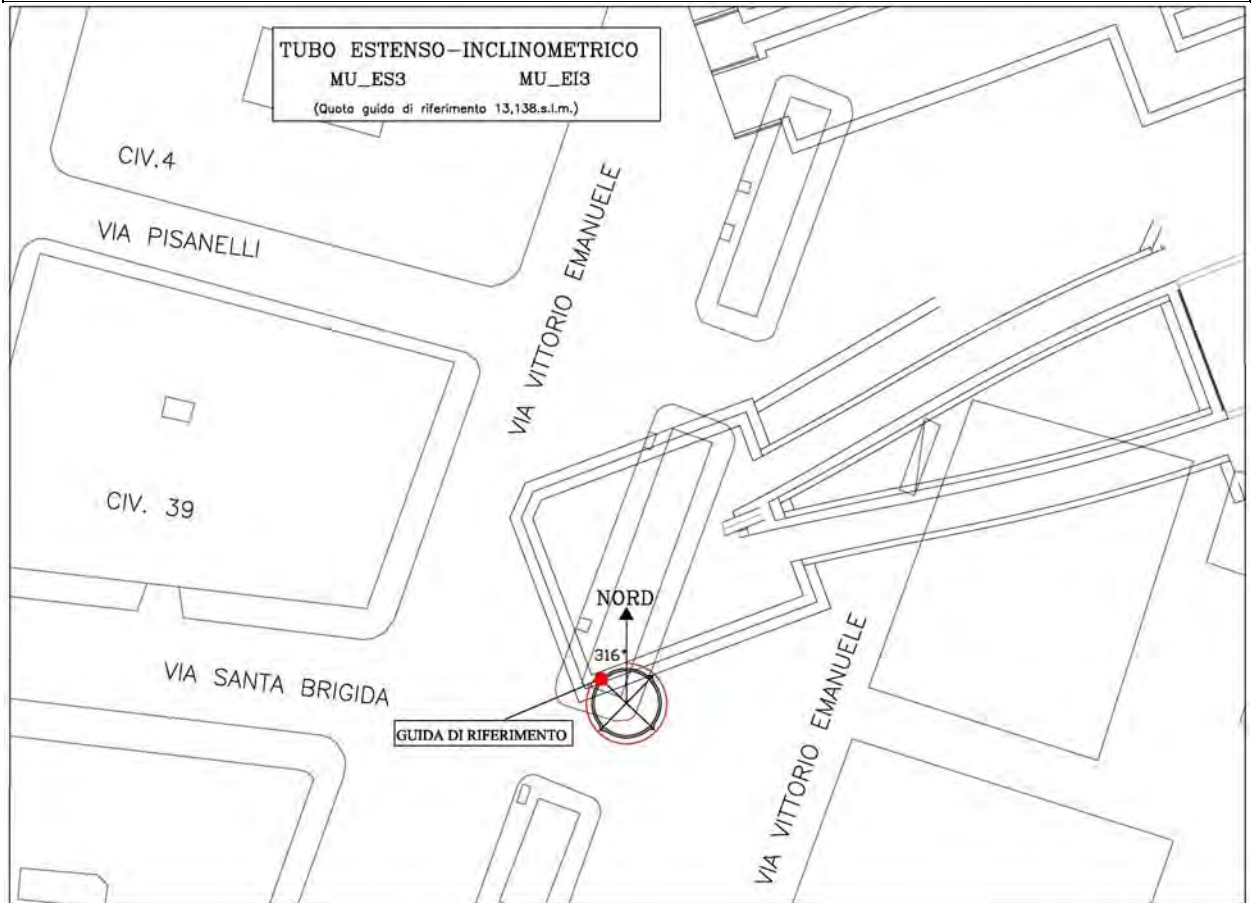 TUBO ESTENSO-INCLINOMETRICO
MU_ES3 MU_EI3
(Quota guida di riferimento 13,138.s.l.m.)
CIV.4
VIA PISANELLI
VIA VITTORIO EMANUELE
CIV. 39
NORD
316°
VIA SANTA BRIGIDA
GUIDA DI RIFERIMENTO
VIA VITTORIO EMANUELE